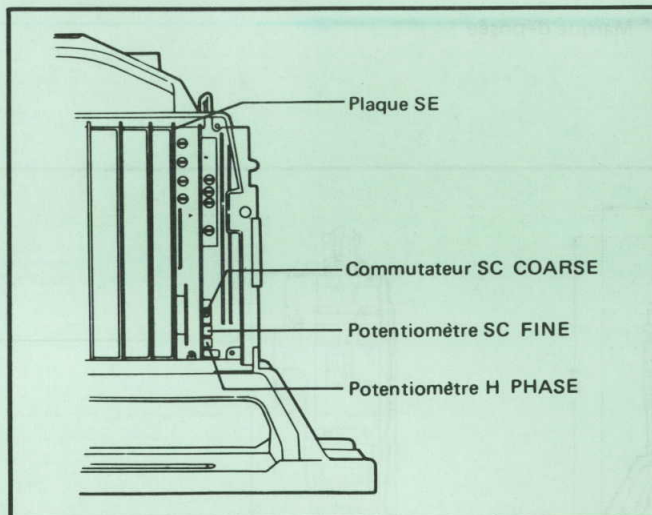 Plaque SE
Commutateur SC COARSE
Potentiomètre SC FINE
Potentiomètre H PHASE